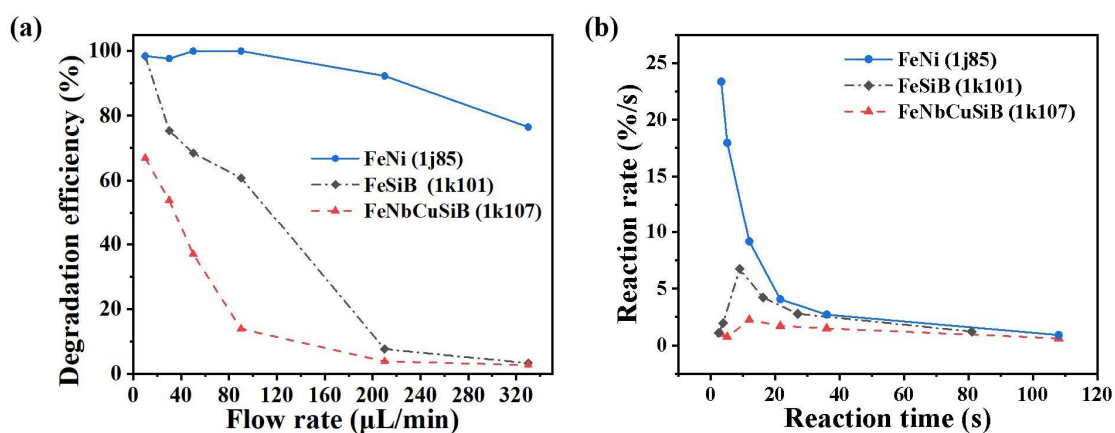 (a)
Degradation efficiency (%)
100
80
60
40
20
0
FeNi (1j85)
FeSiB (1k101)
FeNbCuSiB (1k107)
0 40 80 120 160 200 240 280 320
Flow rate (μL/min)
(b)
Reaction rate (%/s)
25
20
15
10
5
0
FeNi (1j85)
FeSiB (1k101)
FeNbCuSiB (1k107)
0 20 40 60 80 100 120
Reaction time (s)